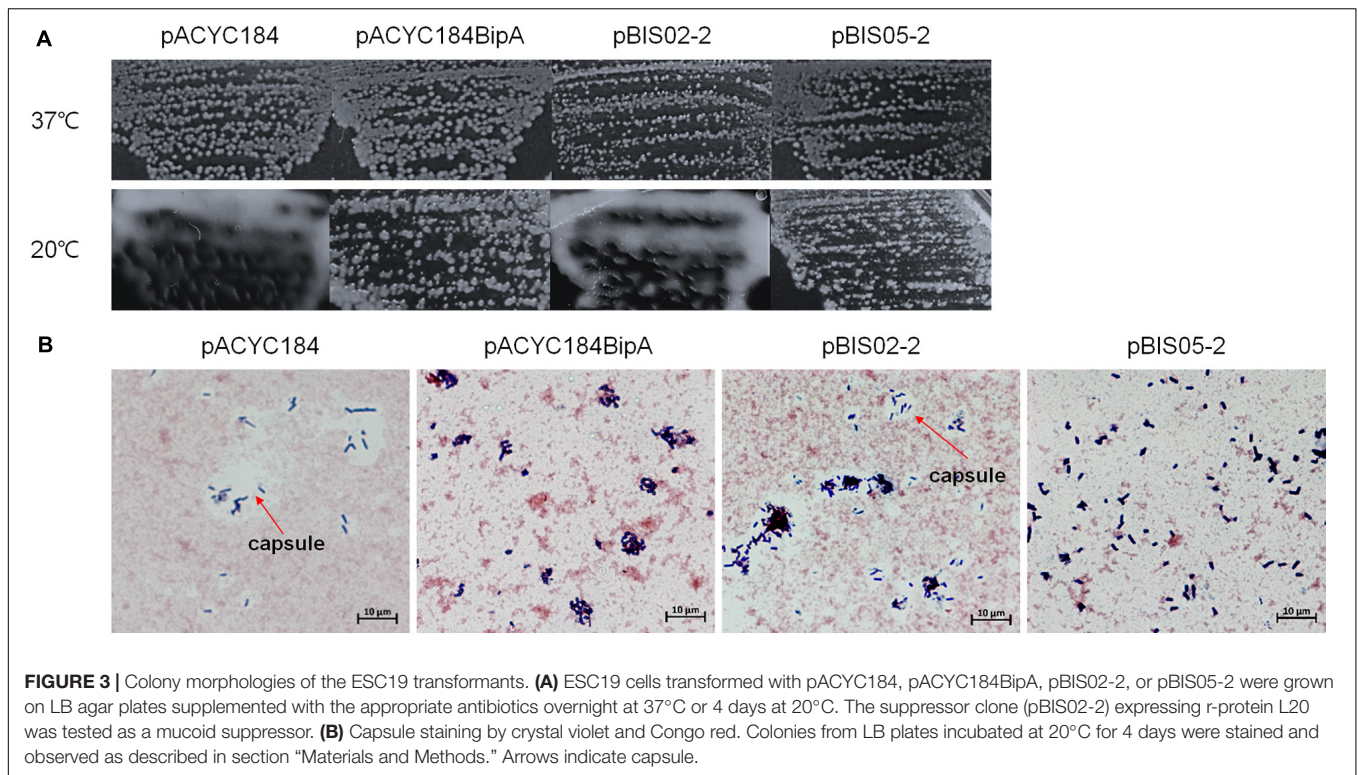 A
pACYC184 pACYC184BipA pBIS02-2 pBIS05-2
37℃
20℃
B
pACYC184 pACYC184BipA pBIS02-2 pBIS05-2
capsule
capsule
10 µm 10 µm 10 µm 10 µm
FIGURE 3 | Colony morphologies of the ESC19 transformants. (A) ESC19 cells transformed with pACYC184, pACYC184BipA, pBIS02-2, or pBIS05-2 were grown
on LB agar plates supplemented with the appropriate antibiotics overnight at 37°C or 4 days at 20°C. The suppressor clone (pBIS02-2) expressing r-protein L20
was tested as a mucoid suppressor. (B) Capsule staining by crystal violet and Congo red. Colonies from LB plates incubated at 20°C for 4 days were stained and
observed as described in section “Materials and Methods.” Arrows indicate capsule.